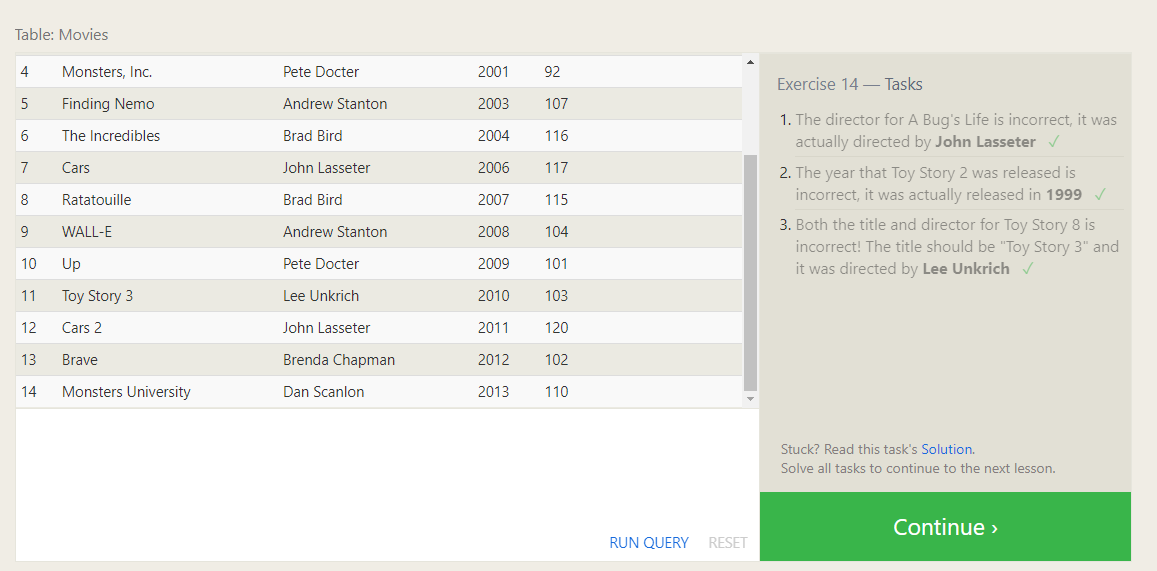 Table: Movies
4 Monsters, Inc. Pete Docter 2001 92
5 Finding Nemo Andrew Stanton 2003 107
6 The Incredibles Brad Bird 2004 116
7 Cars John Lasseter 2006 117
8 Ratatouille Brad Bird 2007 115
9 WALL-E Andrew Stanton 2008 104
10 Up Pete Docter 2009 101
11 Toy Story 3 Lee Unkrich 2010 103
12 Cars 2 John Lasseter 2011 120
13 Brave Brenda Chapman 2012 102
14 Monsters University Dan Scanlon 2013 110
RUN QUERY RESET
Exercise 14 — Tasks
1. The director for A Bug's Life is incorrect, it was
actually directed by John Lasseter ✓
2. The year that Toy Story 2 was released is
incorrect, it was actually released in 1999 ✓
3. Both the title and director for Toy Story 8 is
incorrect! The title should be "Toy Story 3" and
it was directed by Lee Unkrich ✓
Stuck? Read this task's Solution.
Solve all tasks to continue to the next lesson.
Continue ›